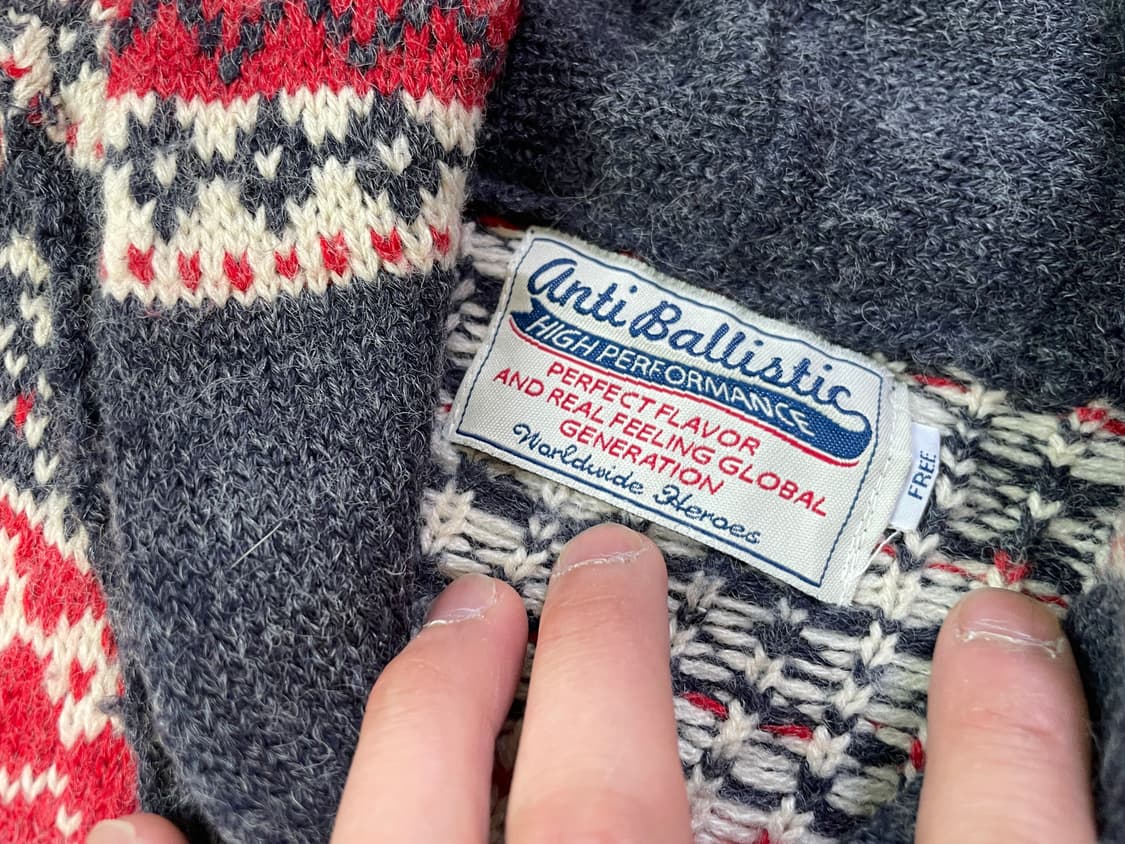 Anti Ballistic
HIGH PERFORMANCE
PERFECT FLAVOR
AND REAL FEELING GLOBAL
GENERATION
Worldwide Heroes
FREE